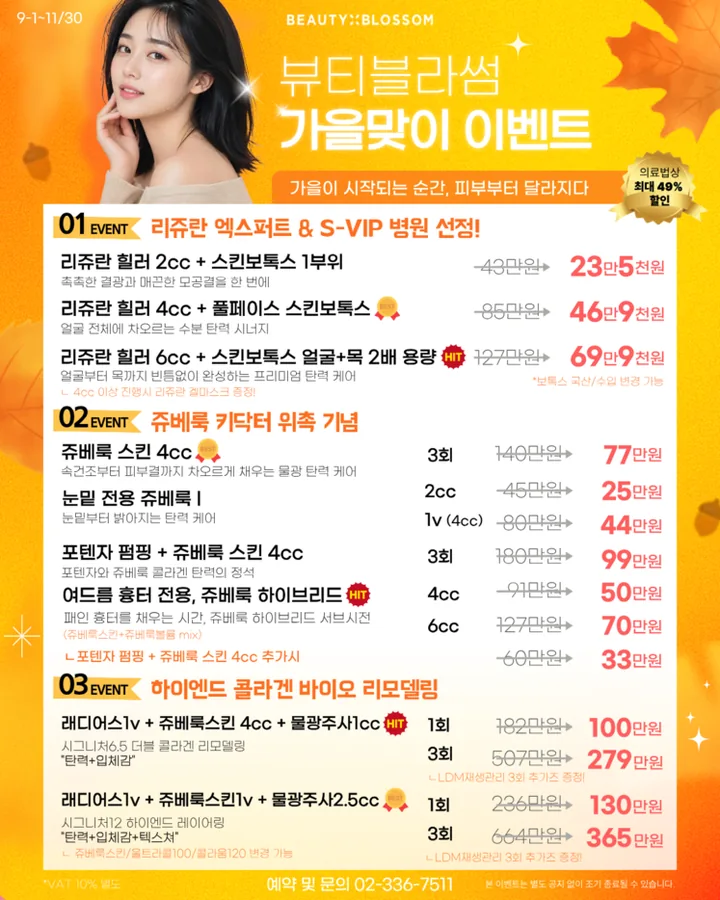 9-1~11/30
BEAUTY BLOSSOM
뷰티블라썸
가을맞이 이벤트
가을이 시작되는 순간, 피부부터 달라지다
의료법상
최대 49%
할인
01 EVENT 리쥬란 엑스퍼트 & S-VIP 병원 선정!
리쥬란 힐러 2cc + 스킨보톡스 1부위 43만원 23만5천원
촉촉한 결광과 매끈한 모공결을 한 번에
리쥬란 힐러 4cc + 풀페이스 스킨보톡스 BEST 85만원 46만9천원
얼굴 전체에 차오르는 수분 탄력 시너지
리쥬란 힐러 6cc + 스킨보톡스 얼굴+목 2배 용량 HIT 127만원 69만9천원
얼굴부터 목까지 빈틈없이 완성하는 프리미엄 탄력 케어
*보톡스 국산/수입 변경 가능
ㄴ 4cc 이상 진행시 리쥬란 겔마스크 증정!
02 EVENT 쥬베룩 키닥터 위촉 기념
쥬베룩 스킨 4cc BEST 3회 140만원 77만원
속건조부터 피부결까지 차오르게 채우는 물광 탄력 케어
눈밑 전용 쥬베룩 I 2cc 45만원 25만원
눈밑부터 밝아지는 탄력 케어
1v (4cc) 80만원 44만원
포텐자 펌핑 + 쥬베룩 스킨 4cc 3회 180만원 99만원
포텐자와 쥬베룩 콜라겐 탄력의 정석
여드름 흉터 전용, 쥬베룩 하이브리드 HIT 4cc 91만원 50만원
패인 흉터를 채우는 시간, 쥬베룩 하이브리드 서브시전
6cc 127만원 70만원
(쥬베룩스킨+쥬베룩볼륨 mix)
ㄴ포텐자 펌핑 + 쥬베룩 스킨 4cc 추가시 60만원 33만원
03 EVENT 하이엔드 콜라겐 바이오 리모델링
래디어스1v + 쥬베룩스킨 4cc + 물광주사1cc HIT 1회 182만원 100만원
시그니처6.5 더블 콜라겐 리모델링
"탄력+입체감"
3회 507만원 279만원
ㄴLDM재생관리 3회 추가즈 증정!
래디어스1v + 쥬베룩스킨1v + 물광주사2.5cc BEST 1회 236만원 130만원
시그니처12 하이엔드 레이어링
"탄력+입체감+텍스쳐"
3회 664만원 365만원
ㄴ 쥬베룩스킨/울트라콜100/콜라움120 변경 가능
ㄴLDM재생관리 3회 추가즈 증정!
*VAT 10% 별도
예약 및 문의 02-336-7511
본 이벤트는 별도 공지 없이 조기 종료될 수 있습니다.